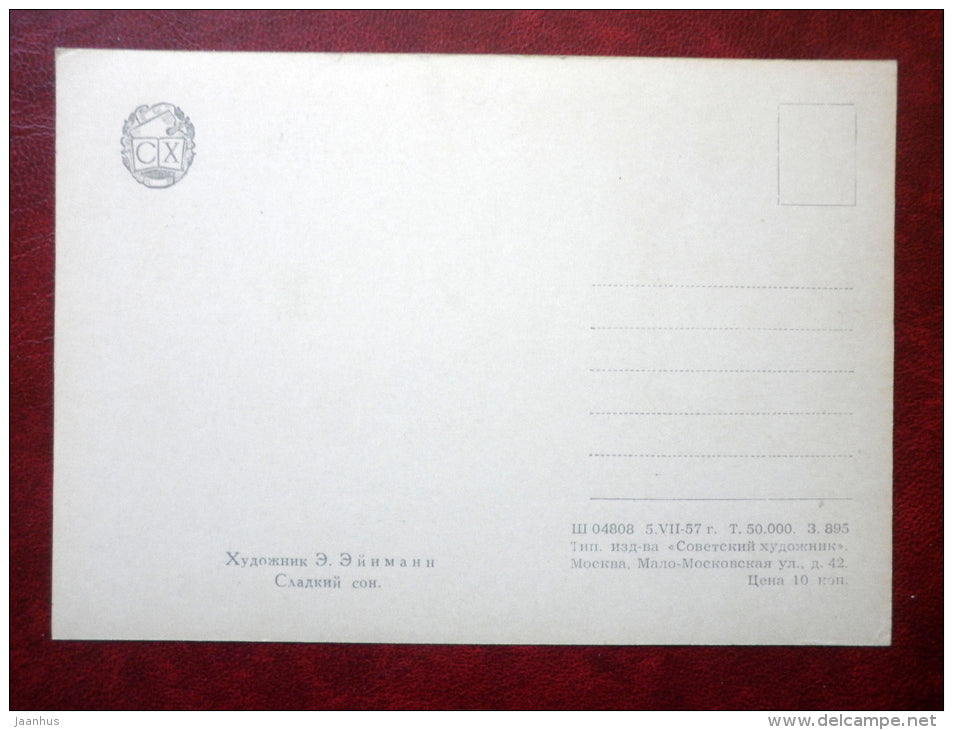 СХ
Художник Э. Эйнманн
Сладкий сон.
Ш 04808 5.VII-57 г. Т. 50.000. З. 895
Тип. изд-ва «Советский художник».
Москва, Мало-Московская ул., д. 42.
Цена 10 коп.
Jaanhus
www.delcampe.net